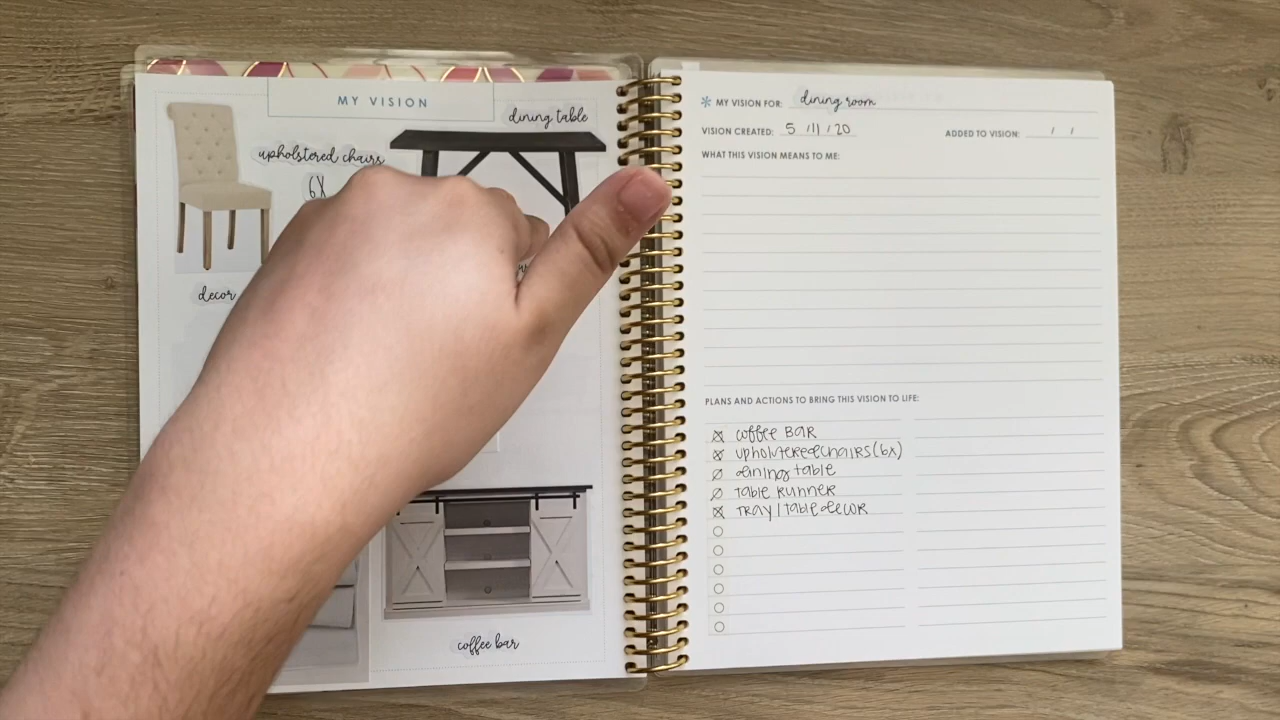 MY VISION
dining table
upholstered chairs
6X
decor
coffee bar
* MY VISION FOR: dining room
VISION CREATED: 5 / 11 / 20 ADDED TO VISION: / /
WHAT THIS VISION MEANS TO ME:
PLANS AND ACTIONS TO BRING THIS VISION TO LIFE:
coffee BAR
upholteredchairs(6x)
dining table
TABLE RUNNER
TRAY/TABLE DECOR